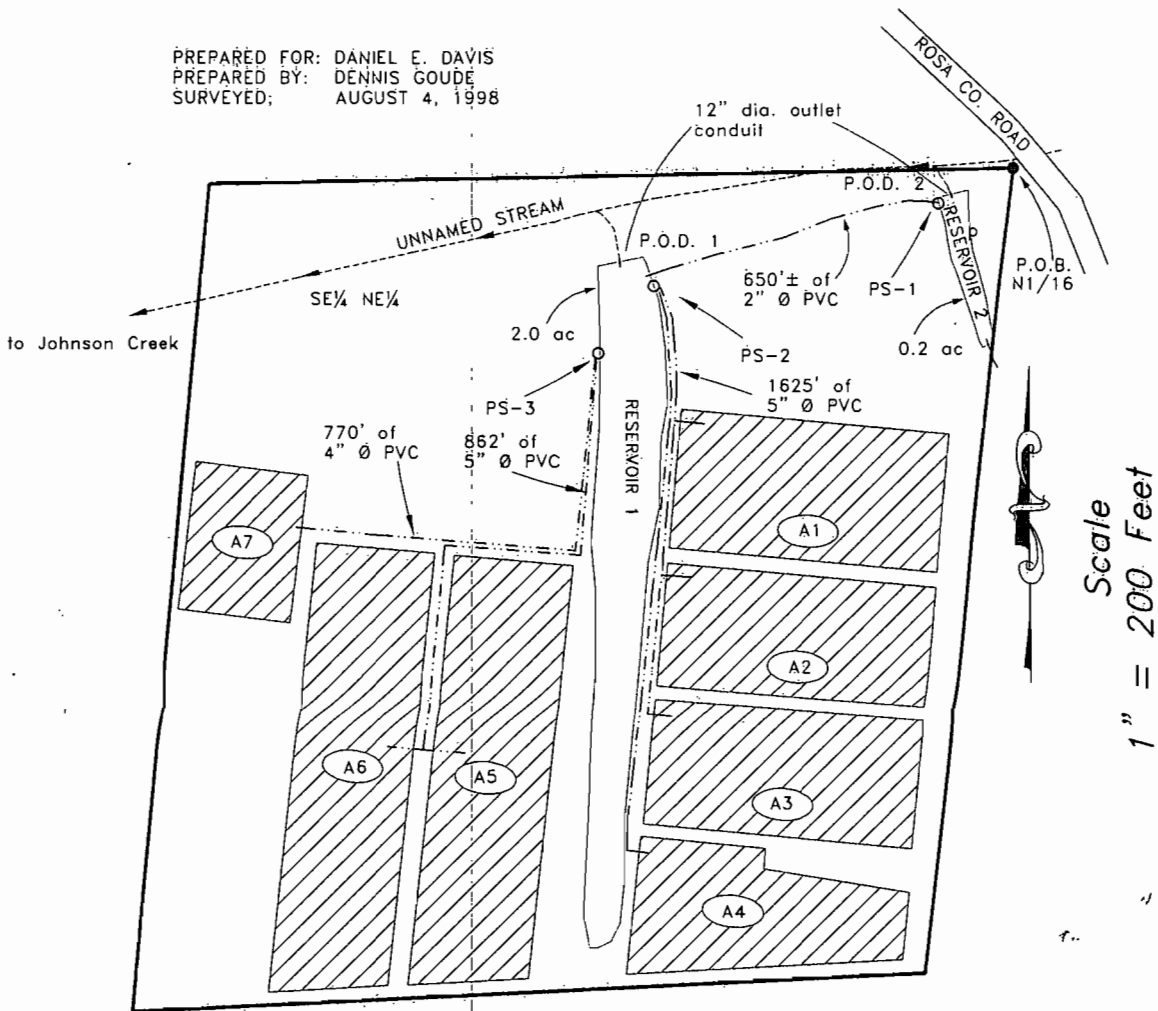 PREPARED FOR: DANIEL E. DAVIS
PREPARED BY: DENNIS GOUDE
SURVEYED; AUGUST 4, 1998
ROSA CO. ROAD
12" dia. outlet
conduit
P.O.D. 2
UNNAMED STREAM
P.O.D. 1
RESERVOIR 2
P
P.O.B.
N1/16
650'± of
2" Ø PVC
PS-1
SE¼ NE¼
2.0 ac
to Johnson Creek
0.2 ac
PS-2
PS-3
1625' of
5" Ø PVC
770' of
4" Ø PVC
862' of
5" Ø PVC
RESERVOIR 1
Scale
1" = 200 Feet
A1
A7
A2
A6
A5
A3
A4